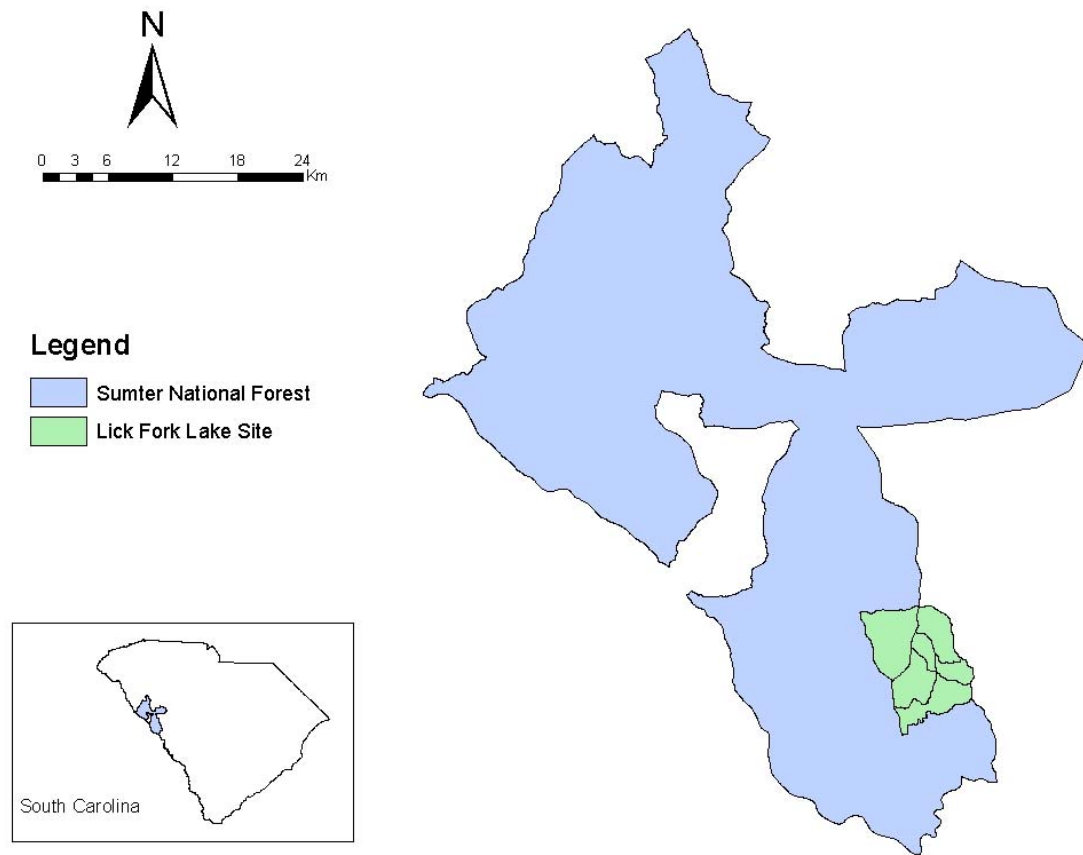 N
0 3 6 12 18 24
Km
Legend
Sumter National Forest
Lick Fork Lake Site
South Carolina